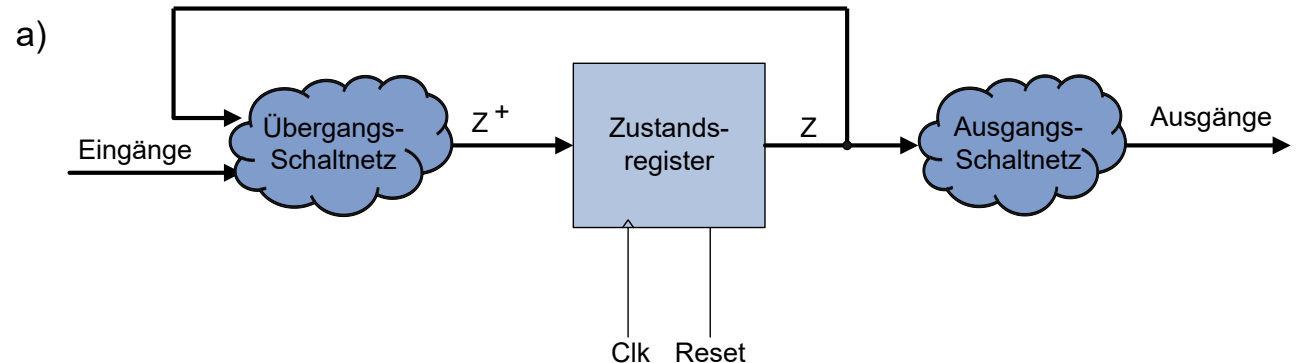 a)
Eingänge
Übergangs-
Schaltnetz
Z +
Zustands-
register
Z
Ausgangs-
Schaltnetz
Ausgänge
Clk
Reset